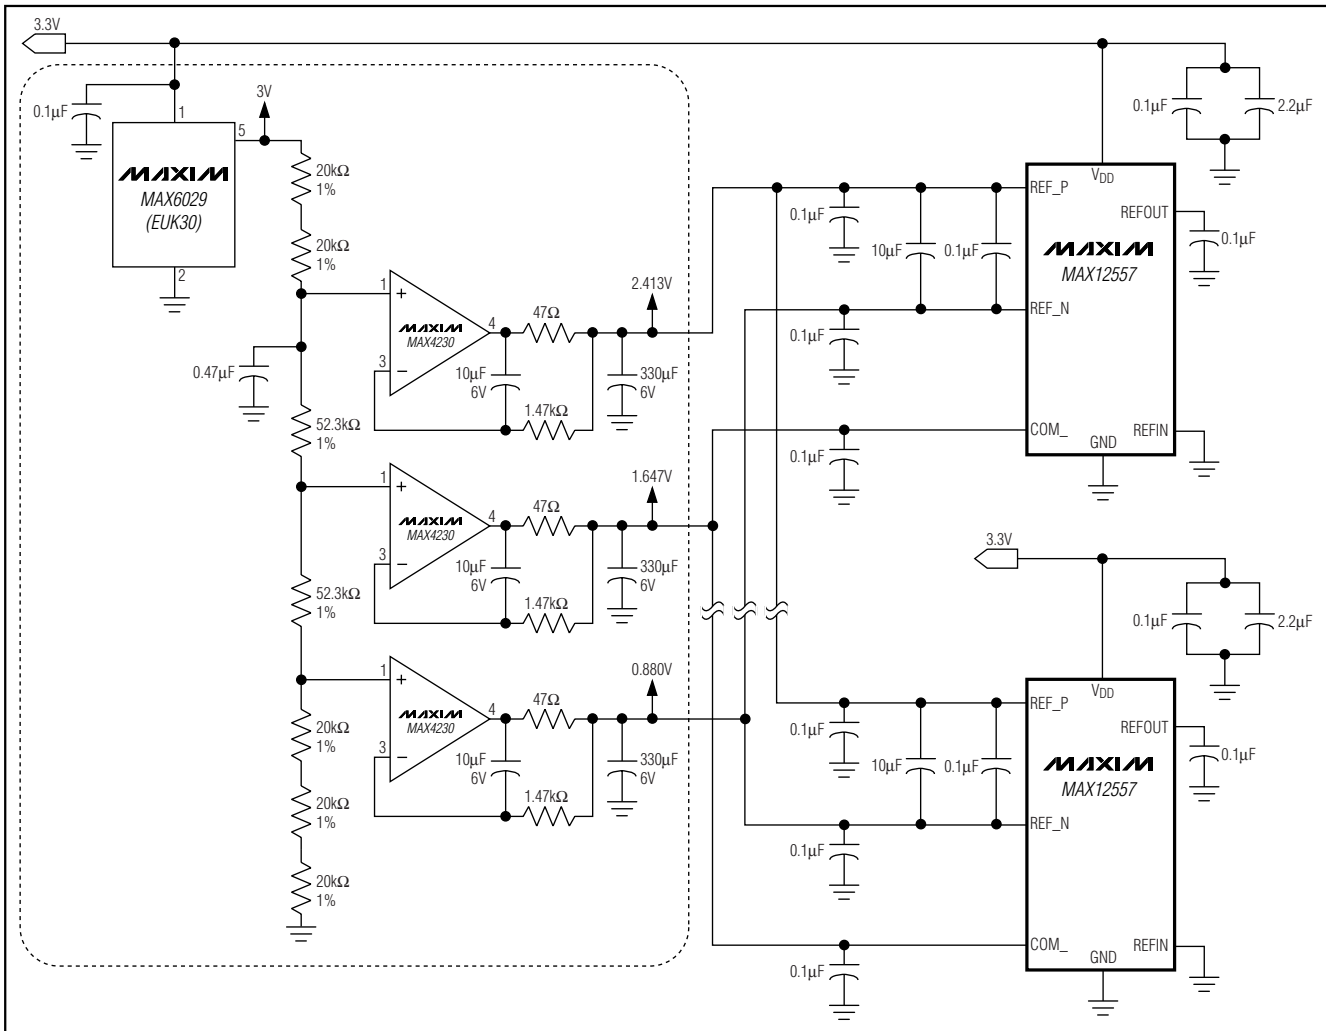 3.3V
0.1µF
1
3V
5
MAXIM
MAX6029
(EUK30)
2
20kΩ
1%
20kΩ
1%
0.47µF
52.3kΩ
1%
52.3kΩ
1%
20kΩ
1%
20kΩ
1%
20kΩ
1%
1
+
MAXIM
MAX4230
4
3
−
47Ω
10µF
6V
1.47kΩ
2.413V
330µF
6V
1
+
MAXIM
MAX4230
4
3
−
47Ω
10µF
6V
1.47kΩ
1.647V
330µF
6V
1
+
MAXIM
MAX4230
4
3
−
47Ω
10µF
6V
1.47kΩ
0.880V
330µF
6V
0.1µF
2.2µF
0.1µF
10µF
0.1µF
0.1µF
0.1µF
VDD
REF_P
REFOUT
MAXIM
MAX12557
REF_N
COM_
GND
REFIN
0.1µF
3.3V
0.1µF
2.2µF
0.1µF
10µF
0.1µF
0.1µF
0.1µF
VDD
REF_P
REFOUT
MAXIM
MAX12557
REF_N
COM_
GND
REFIN
0.1µF